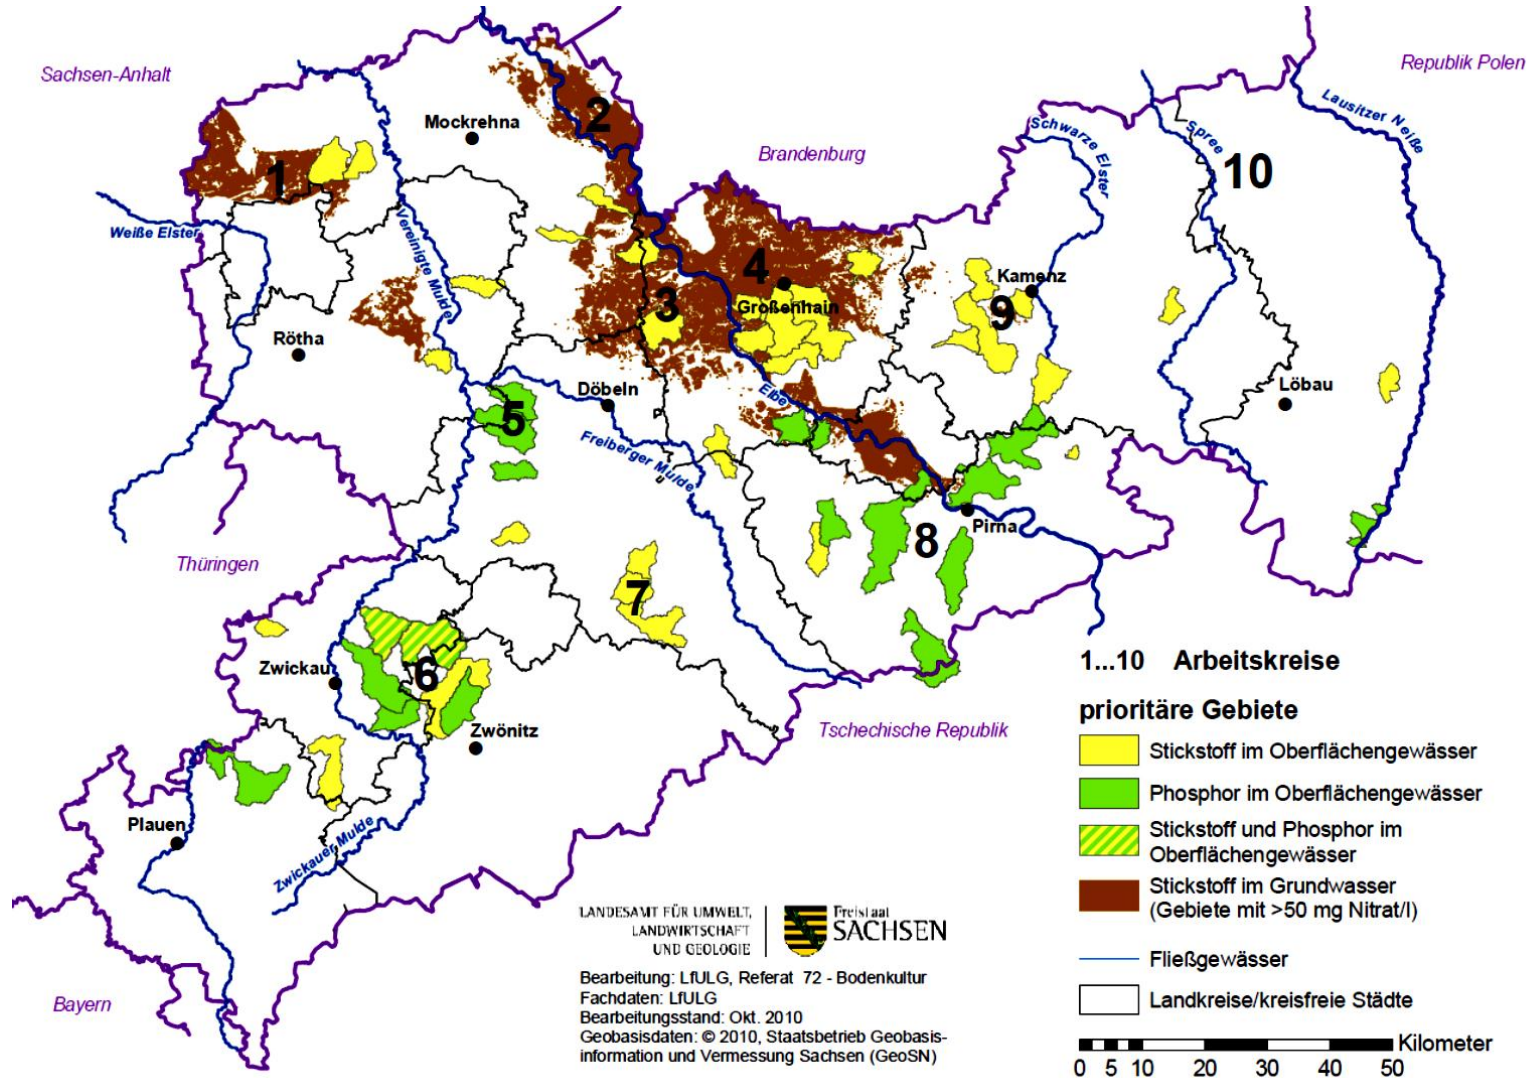 Sachsen-Anhalt
Republik Polen
Lausitzer Neiße
Mockrehna
2
Schwarze Elster
Spree
Brandenburg
10
1
Weiße Elster
Vereinigte Mulde
4
Kamenz
3
Großenhain
9
Rötha
Döbeln
Elbe
Löbau
5
Freiberger Mulde
Pirna
8
Thüringen
7
Zwickau
6
Zwönitz
Tschechische Republik
Plauen
Zwickauer Mulde
Bayern
1...10 Arbeitskreise
prioritäre Gebiete
Stickstoff im Oberflächengewässer
Phosphor im Oberflächengewässer
Stickstoff und Phosphor im
Oberflächengewässer
Stickstoff im Grundwasser
(Gebiete mit >50 mg Nitrat/l)
Fließgewässer
Landkreise/kreisfreie Städte
Kilometer
0 5 10 20 30 40 50
LANDESAMT FÜR UMWELT,
LANDWIRTSCHAFT
UND GEOLOGIE
Freistaat
SACHSEN
Bearbeitung: LfULG, Referat 72 - Bodenkultur
Fachdaten: LfULG
Bearbeitungsstand: Okt. 2010
Geobasisdaten: © 2010, Staatsbetrieb Geobasis-
information und Vermessung Sachsen (GeoSN)